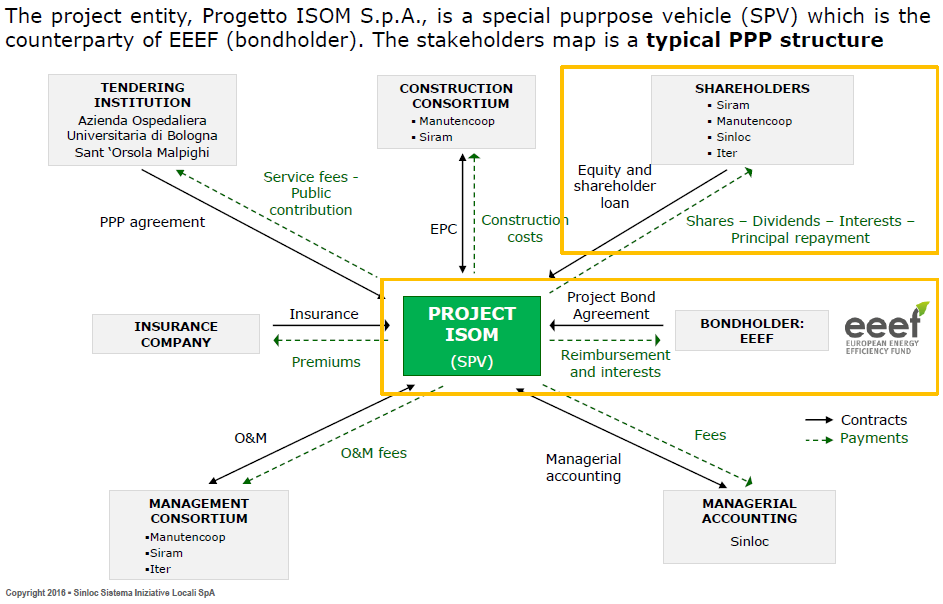 The project entity, Progetto ISOM S.p.A., is a special puprpose vehicle (SPV) which is the
counterparty of EEEF (bondholder). The stakeholders map is a typical PPP structure
TENDERING
INSTITUTION
Azienda Ospedaliera
Universitaria di Bologna
Sant ‘Orsola Malpighi
CONSTRUCTION
CONSORTIUM
▪ Manutencoop
▪ Siram
SHAREHOLDERS
▪ Siram
▪ Manutencoop
▪ Sinloc
▪ Iter
Service fees -
Public
contribution
PPP agreement
EPC
Construction
costs
Equity and
shareholder
loan
Shares – Dividends – Interests –
Principal repayment
INSURANCE
COMPANY
Insurance
Premiums
PROJECT
ISOM
(SPV)
Project Bond
Agreement
Reimbursement
and interests
BONDHOLDER:
EEEF
eeef
EUROPEAN ENERGY
EFFICIENCY FUND
Contracts
Payments
O&M
O&M fees
Managerial
accounting
Fees
MANAGEMENT
CONSORTIUM
▪Manutencoop
▪Siram
▪Iter
MANAGERIAL
ACCOUNTING
Sinloc
Copyright 2016 ▪ Sinloc Sistema Iniziative Locali SpA